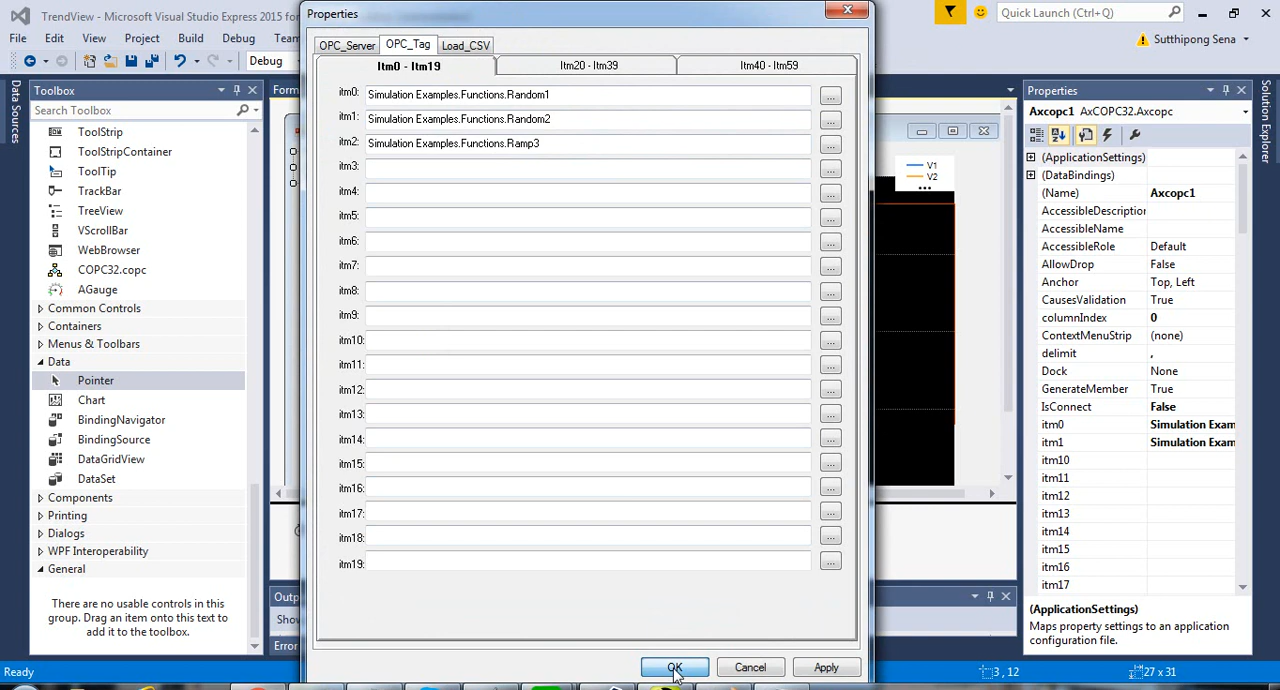 TrendView - Microsoft Visual Studio Express 2015
Quick Launch (Ctrl+Q)
File Edit View Project Build Debug
Sutthipong Sena
Debug
Data Sources
Toolbox
Search Toolbox
ToolStrip
ToolStripContainer
ToolTip
TrackBar
TreeView
VScrollBar
WebBrowser
COPC32.copc
AGauge
Common Controls
Containers
Menus & Toolbars
Data
Pointer
Chart
BindingNavigator
BindingSource
DataGridView
DataSet
Components
Printing
Dialogs
WPF Interoperability
General
There are no usable controls in this
group. Drag an item onto this text to
add it to the toolbox.
Ready
Properties
OPC_Server OPC_Tag Load_CSV
Itm0 - Itm19 Itm20 - Itm39 Itm40 - Itm59
itm0: Simulation Examples.Functions.Random1 ...
itm1: Simulation Examples.Functions.Random2 ...
itm2: Simulation Examples.Functions.Ramp3 ...
itm3: ...
itm4: ...
itm5: ...
itm6: ...
itm7: ...
itm8: ...
itm9: ...
itm10: ...
itm11: ...
itm12: ...
itm13: ...
itm14: ...
itm15: ...
itm16: ...
itm17: ...
itm18: ...
itm19: ...
OK Cancel Apply
V1
V2
Properties
Axcopc1 AxCOPC32.Axcopc
(ApplicationSettings)
(DataBindings)
(Name) Axcopc1
AccessibleDescription
AccessibleName
AccessibleRole Default
AllowDrop False
Anchor Top, Left
CausesValidation True
columnIndex 0
ContextMenuStrip (none)
delimit ,
Dock None
GenerateMember True
IsConnect False
itm0 Simulation Exam
itm1 Simulation Exam
itm10
itm11
itm12
itm13
itm14
itm15
itm16
itm17
(ApplicationSettings)
Maps property settings to an application
configuration file.
Solution Explorer
3 , 12
27 x 31